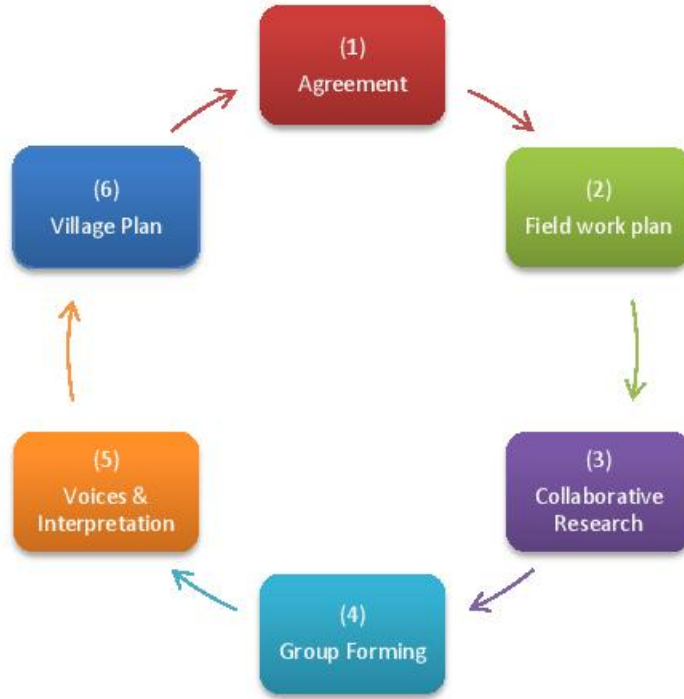 (1)
Agreement
(2)
Field work plan
(3)
Collaborative
Research
(4)
Group Forming
(5)
Voices &
Interpretation
(6)
Village Plan